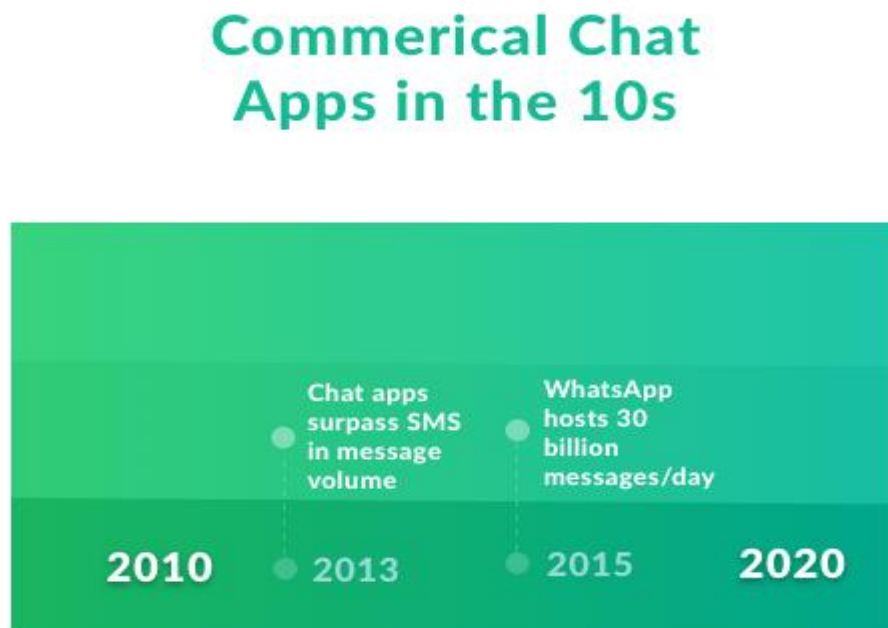 Commerical Chat
Apps in the 10s
Chat apps
surpass SMS
in message
volume
WhatsApp
hosts 30
billion
messages/day
2010
2013
2015
2020